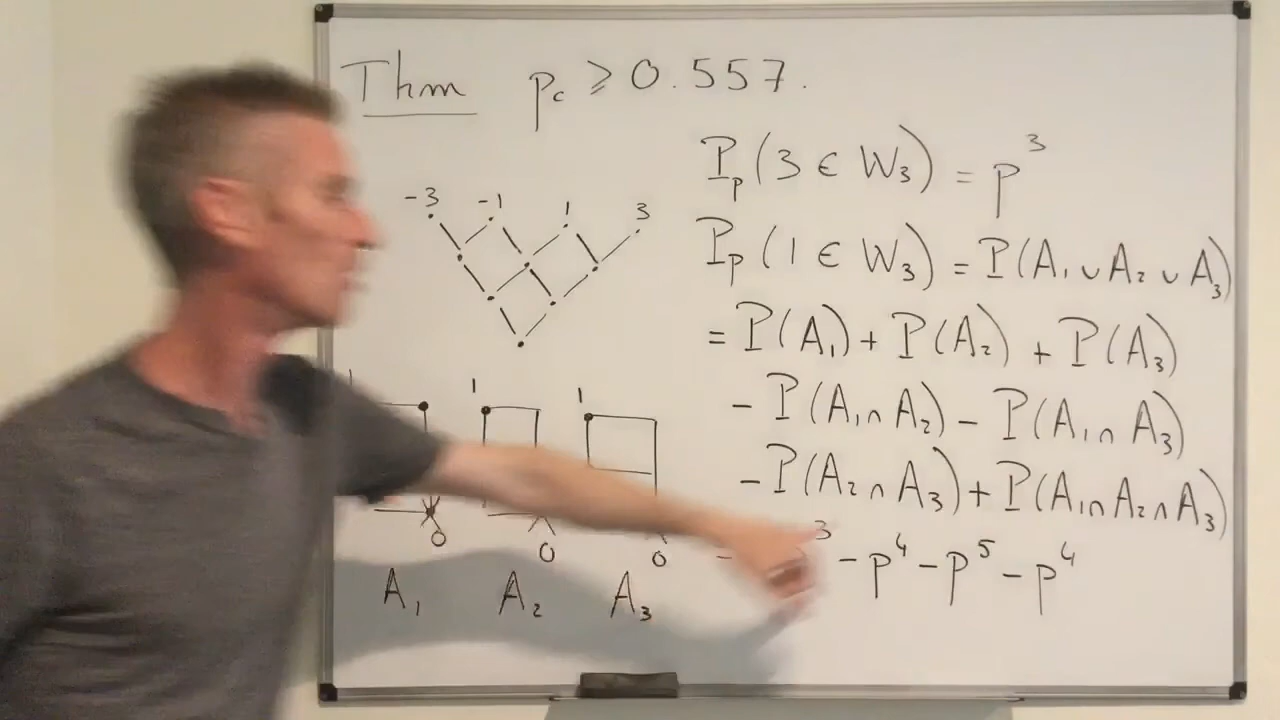 Thm p_c ⩾ 0.557.
-3 -1 1 3
ℙ_p(3 ∈ W_3) = p^3
ℙ_p(1 ∈ W_3) = ℙ(A_1 ∪ A_2 ∪ A_3)
= ℙ(A_1) + ℙ(A_2) + ℙ(A_3)
- ℙ(A_1 ∩ A_2) - ℙ(A_1 ∩ A_3)
- ℙ(A_2 ∩ A_3) + ℙ(A_1 ∩ A_2 ∩ A_3)
= 3 - p^4 - p^5 - p^4
1 1 1
0 0 0
A_1 A_2 A_3